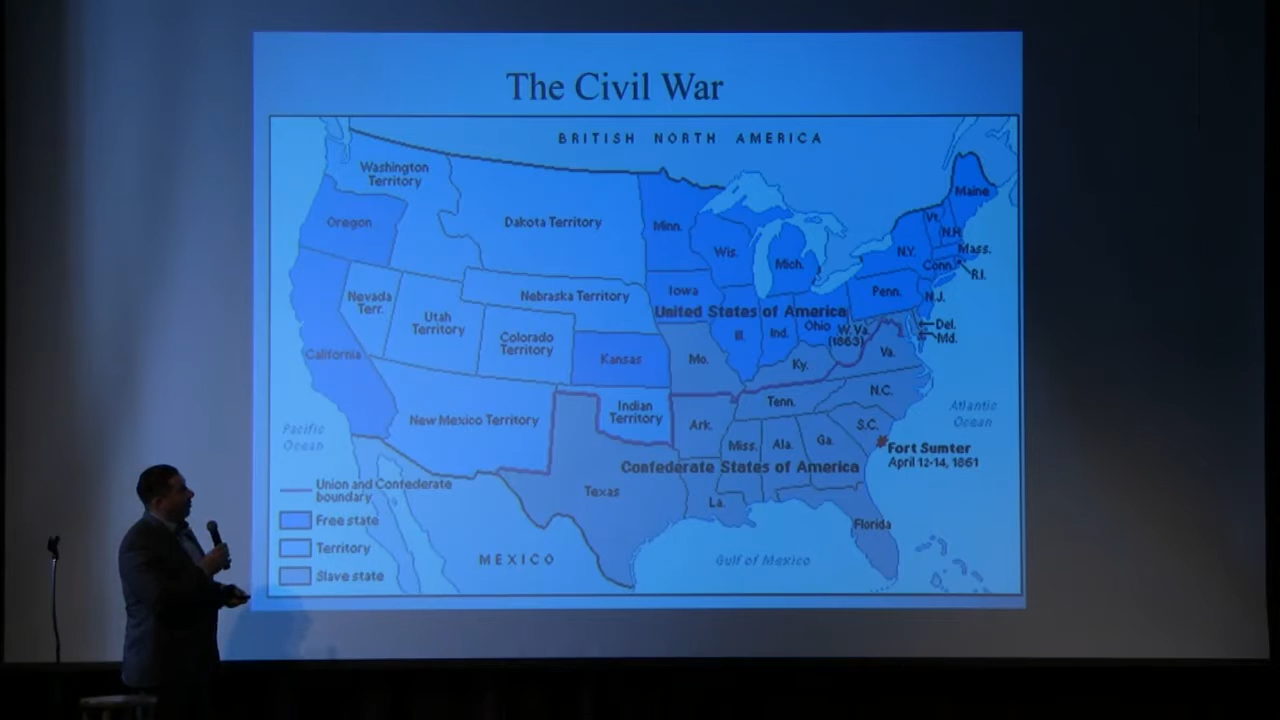 The Civil War
BRITISH NORTH AMERICA
Washington
Territory
Maine
Oregon
Dakota Territory
Minn.
Vt.
N.H.
Wis.
N.Y.
Mass.
Mich.
Conn.
R.I.
Nevada
Terr.
Nebraska Territory
Iowa
Penn.
N.J.
Utah
Territory
United States of America
Colorado
Territory
Ill.
Ind.
Ohio
W. Va.
(1863)
Del.
Md.
California
Kansas
Mo.
Ky.
Va.
New Mexico Territory
Indian
Territory
Tenn.
N.C.
Atlantic
Ocean
Pacific
Ocean
Ark.
Miss.
Ala.
Ga.
S.C.
Fort Sumter
April 12-14, 1861
Confederate States of America
Texas
La.
Florida
Union and Confederate
boundary
Free state
Territory
Slave state
MEXICO
Gulf of Mexico